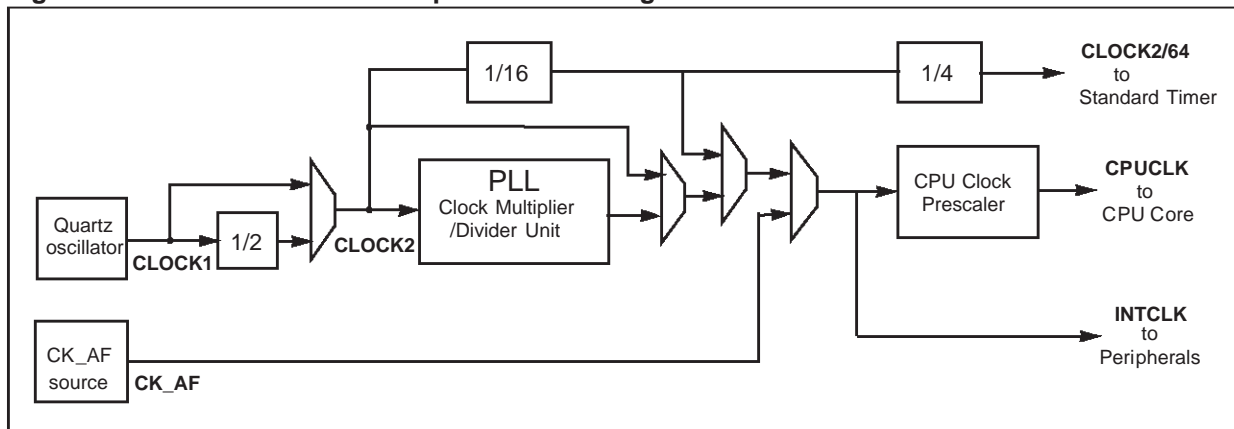 1/16
1/4
CLOCK2/64
to
Standard Timer
Quartz
oscillator
CLOCK1
1/2
CLOCK2
PLL
Clock Multiplier
/Divider Unit
CPU Clock
Prescaler
CPUCLK
to
CPU Core
INTCLK
to
Peripherals
CK_AF
source
CK_AF